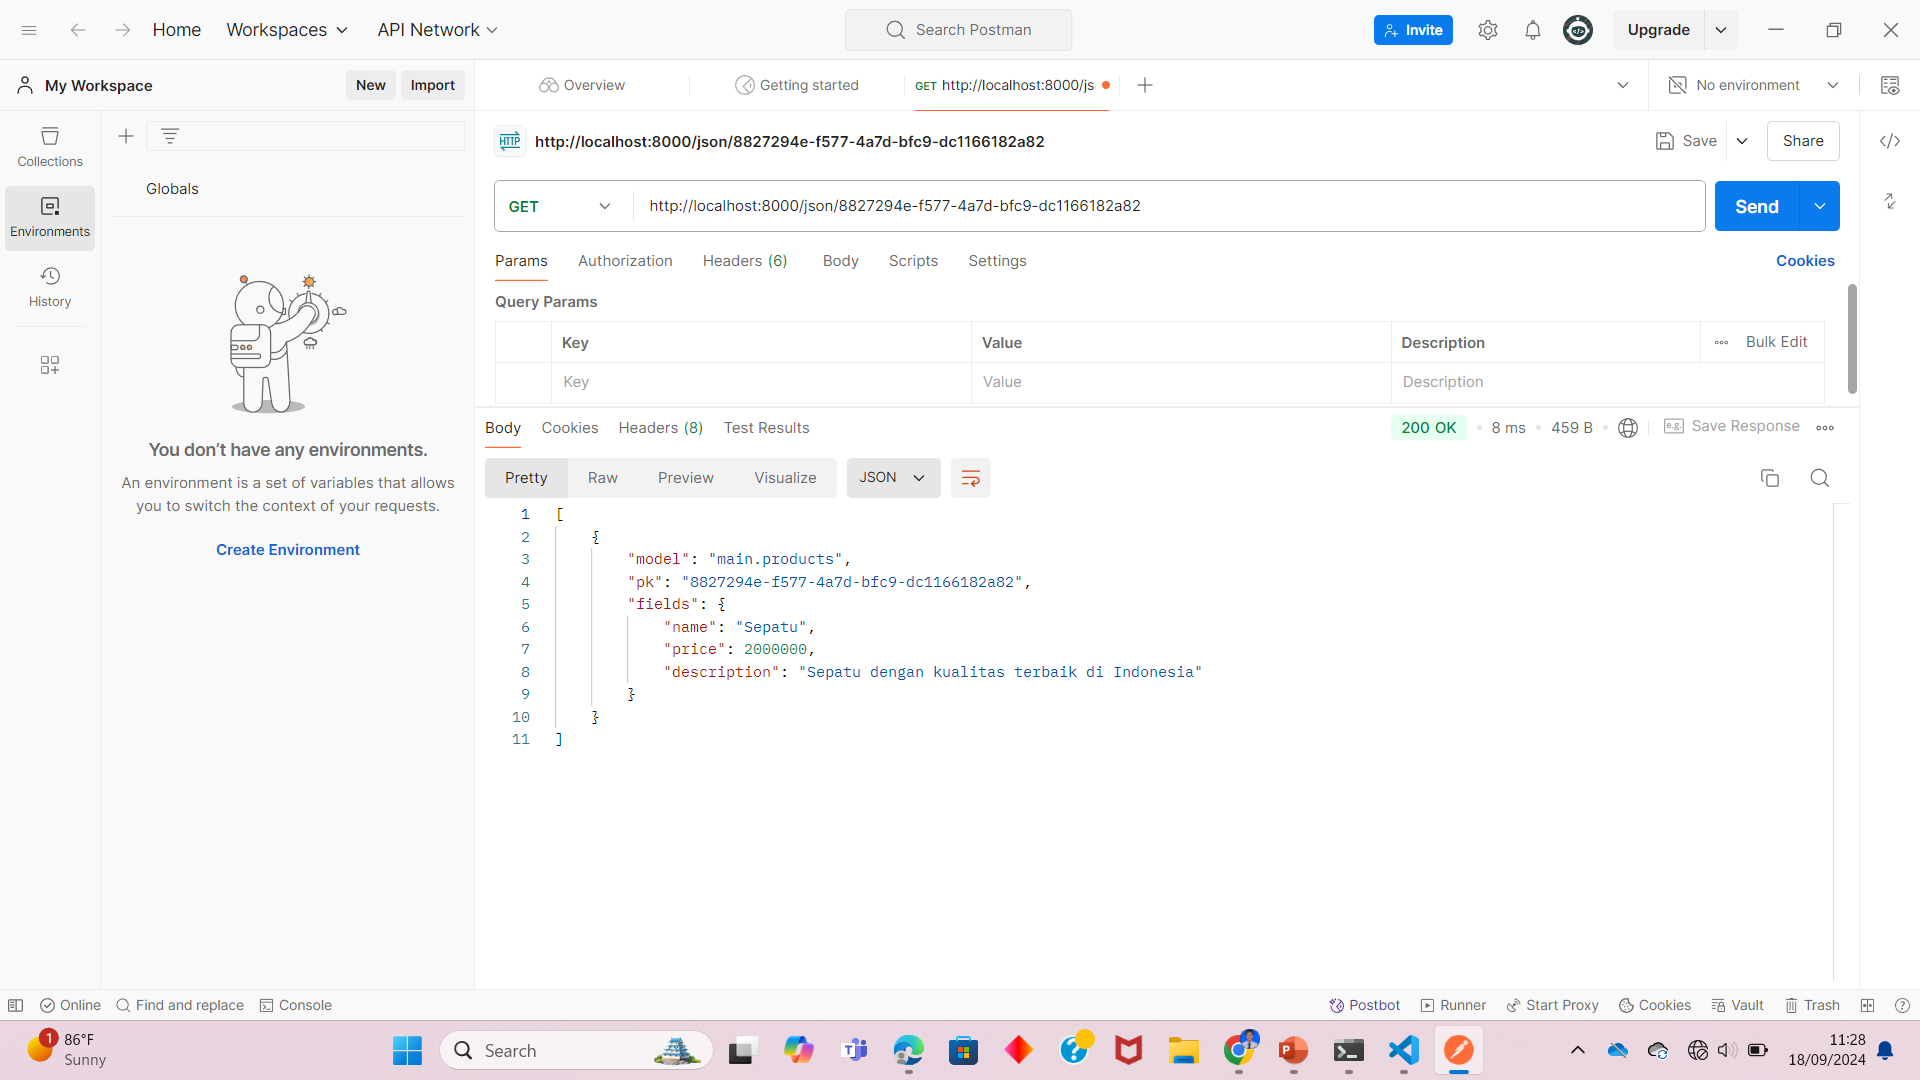 Home Workspaces API Network Search Postman Invite Upgrade
My Workspace New Import Overview Getting started GET http://localhost:8000/js No environment
Collections
Environments
History
Globals
You don't have any environments.
An environment is a set of variables that allows
you to switch the context of your requests.
Create Environment
HTTP http://localhost:8000/json/8827294e-f577-4a7d-bfc9-dc1166182a82 Save Share
GET http://localhost:8000/json/8827294e-f577-4a7d-bfc9-dc1166182a82 Send
Params Authorization Headers (6) Body Scripts Settings Cookies
Query Params
Key Value Description Bulk Edit
Key Value Description
Body Cookies Headers (8) Test Results 200 OK 8 ms 459 B e.g. Save Response
Pretty Raw Preview Visualize JSON
1 [
2 {
3 "model": "main.products",
4 "pk": "8827294e-f577-4a7d-bfc9-dc1166182a82",
5 "fields": {
6 "name": "Sepatu",
7 "price": 2000000,
8 "description": "Sepatu dengan kualitas terbaik di Indonesia"
9 }
10 }
11 ]
Online Find and replace Console Postbot Runner Start Proxy Cookies Vault Trash
1 86°F Search 11:28
Sunny 18/09/2024